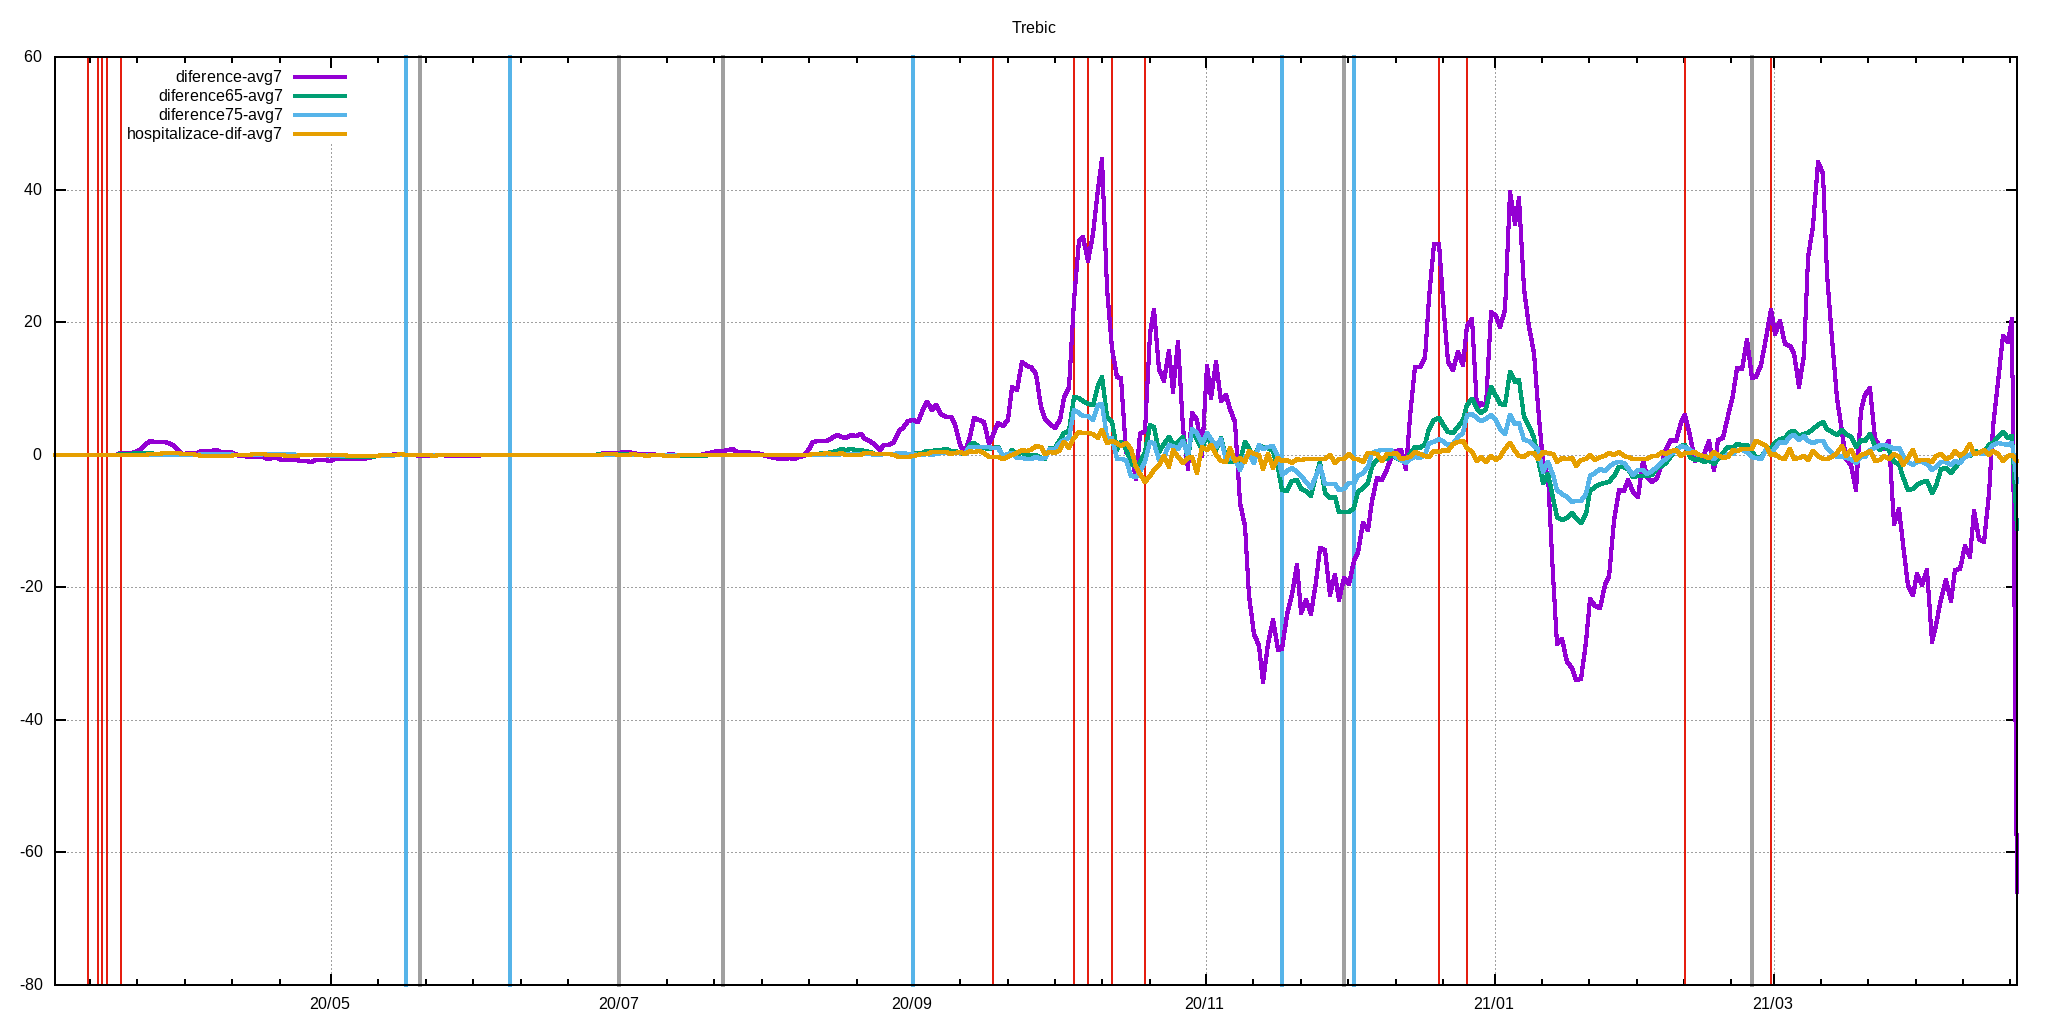 Trebic
60
diference-avg7
diference65-avg7
diference75-avg7
hospitalizace-dif-avg7
40
20
0
-20
-40
-60
-80
20/05 20/07 20/09 20/11 21/01 21/03